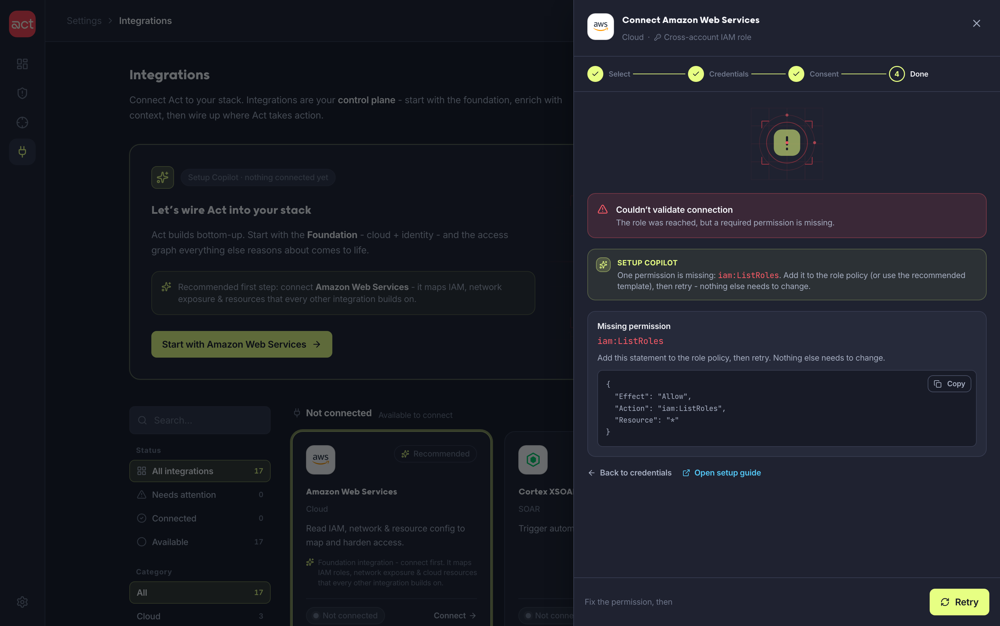 act
Settings > Integrations
Integrations
Connect Act to your stack. Integrations are your control plane - start with the foundation, enrich with
context, then wire up where Act takes action.
Setup Copilot · nothing connected yet
Let's wire Act into your stack
Act builds bottom-up. Start with the Foundation - cloud + identity - and the access
graph everything else reasons about comes to life.
Recommended first step: connect Amazon Web Services - it maps IAM, network
exposure & resources that every other integration builds on.
Start with Amazon Web Services
Search...
Status
All integrations 17
Needs attention 0
Connected 0
Available 17
Category
All 17
Cloud 3
Not connected Available to connect
aws
Recommended
Amazon Web Services
Cloud
Read IAM, network & resource config to
map and harden access.
Foundation integration - connect first. It maps
IAM roles, network exposure & cloud resources
that every other integration builds on.
Not connected Connect
Cortex XSOA
SOAR
Trigger autom
Not conne
aws
Connect Amazon Web Services
Cloud · Cross-account IAM role
Select Credentials Consent 4 Done
Couldn't validate connection
The role was reached, but a required permission is missing.
SETUP COPILOT
One permission is missing: iam:ListRoles. Add it to the role policy (or use the recommended
template), then retry - nothing else needs to change.
Missing permission
iam:ListRoles
Add this statement to the role policy, then retry. Nothing else needs to change.
Copy
{
"Effect": "Allow",
"Action": "iam:ListRoles",
"Resource": "*"
}
Back to credentials Open setup guide
Fix the permission, then
Retry